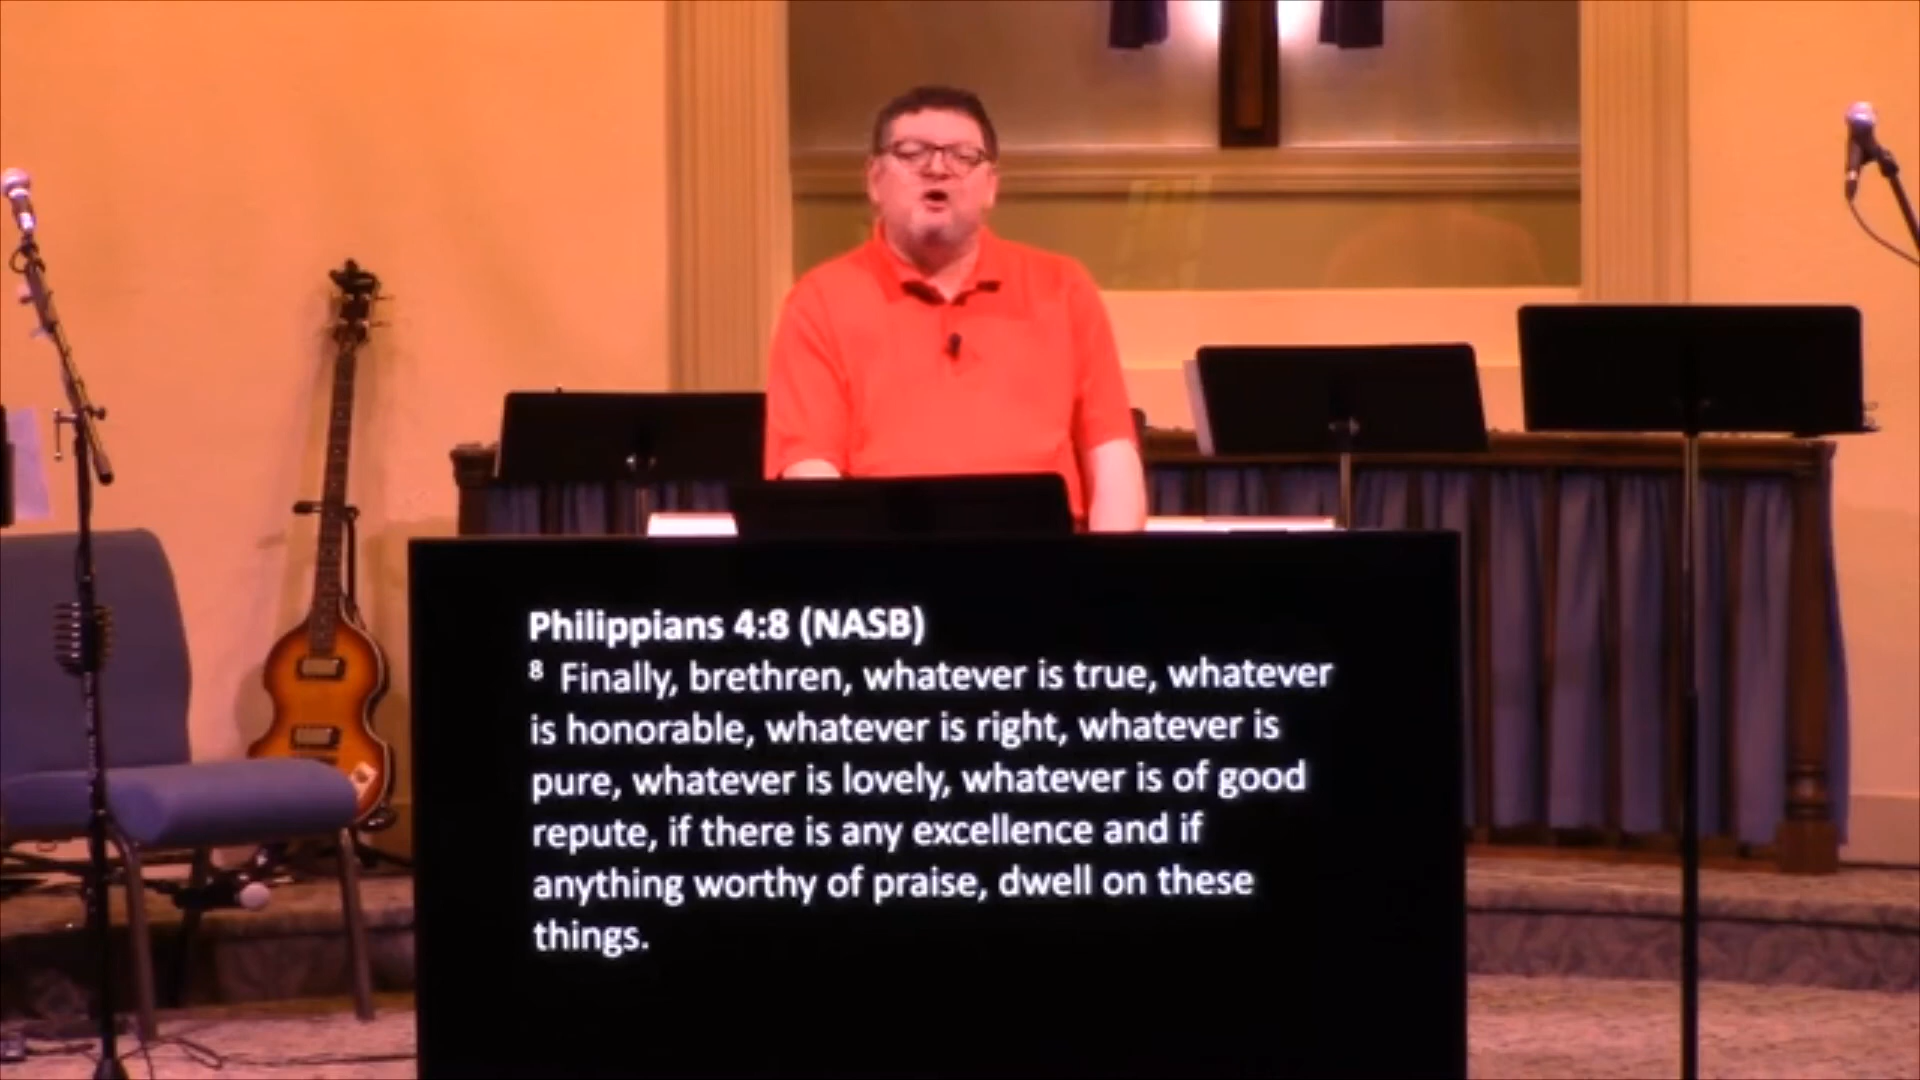 Philippians 4:8 (NASB)
8 Finally, brethren, whatever is true, whatever
is honorable, whatever is right, whatever is
pure, whatever is lovely, whatever is of good
repute, if there is any excellence and if
anything worthy of praise, dwell on these
things.